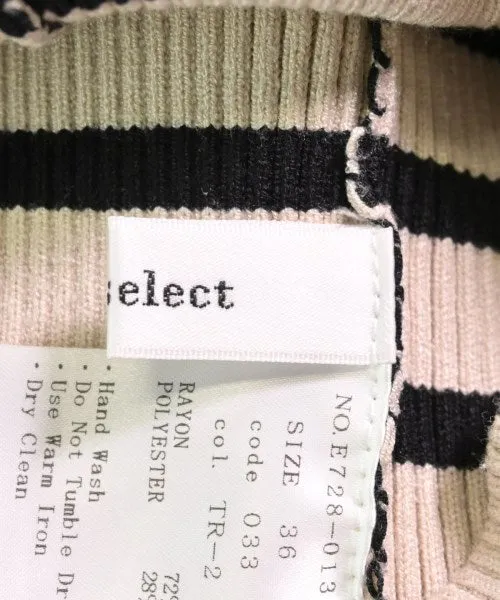 select
NO.E728-013
SIZE 36
code 033
col. TR-2
RAYON 72%
POLYESTER 28%
・Hand Wash
・Do Not Tumble Dr
・Use Warm Iron
・Dry Clean